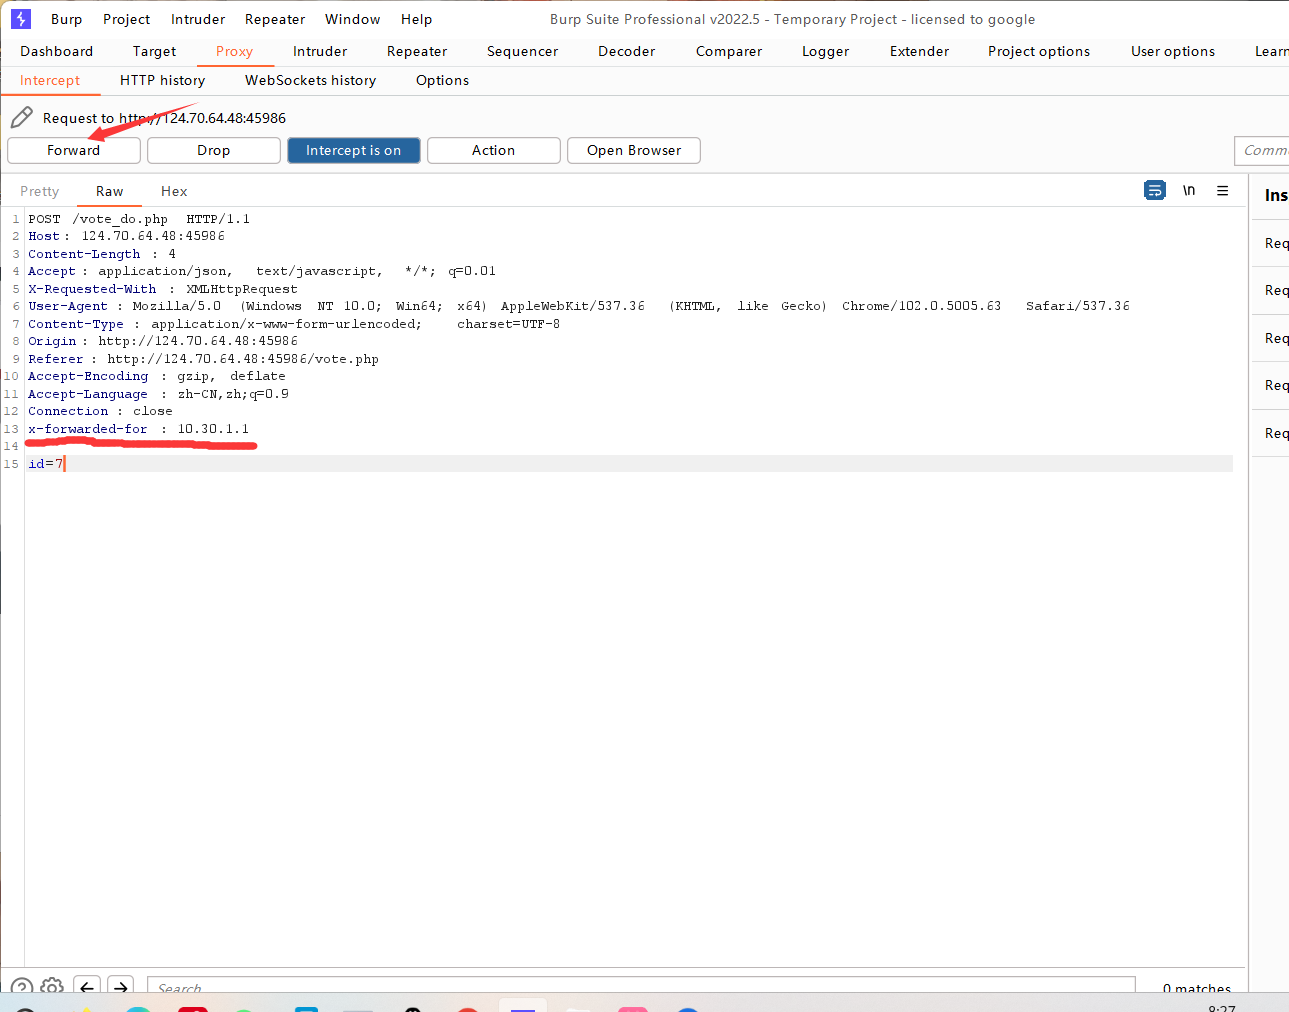 Burp Project Intruder Repeater Window Help Burp Suite Professional v2022.5 - Temporary Project - licensed to google
Dashboard Target Proxy Intruder Repeater Sequencer Decoder Comparer Logger Extender Project options User options Learn
Intercept HTTP history WebSockets history Options
Request to http://124.70.64.48:45986
Forward Drop Intercept is on Action Open Browser Comme
Pretty Raw Hex \n
Ins
1 POST /vote_do.php HTTP/1.1
2 Host: 124.70.64.48:45986
3 Content-Length: 4
4 Accept: application/json, text/javascript, */*; q=0.01
5 X-Requested-With: XMLHttpRequest
6 User-Agent: Mozilla/5.0 (Windows NT 10.0; Win64; x64) AppleWebKit/537.36 (KHTML, like Gecko) Chrome/102.0.5005.63 Safari/537.36
7 Content-Type: application/x-www-form-urlencoded; charset=UTF-8
8 Origin: http://124.70.64.48:45986
9 Referer: http://124.70.64.48:45986/vote.php
10 Accept-Encoding: gzip, deflate
11 Accept-Language: zh-CN,zh;q=0.9
12 Connection: close
13 x-forwarded-for: 10.30.1.1
14
15 id=7
Req
Req
Req
Req
Req
Search 0 matches
8:27